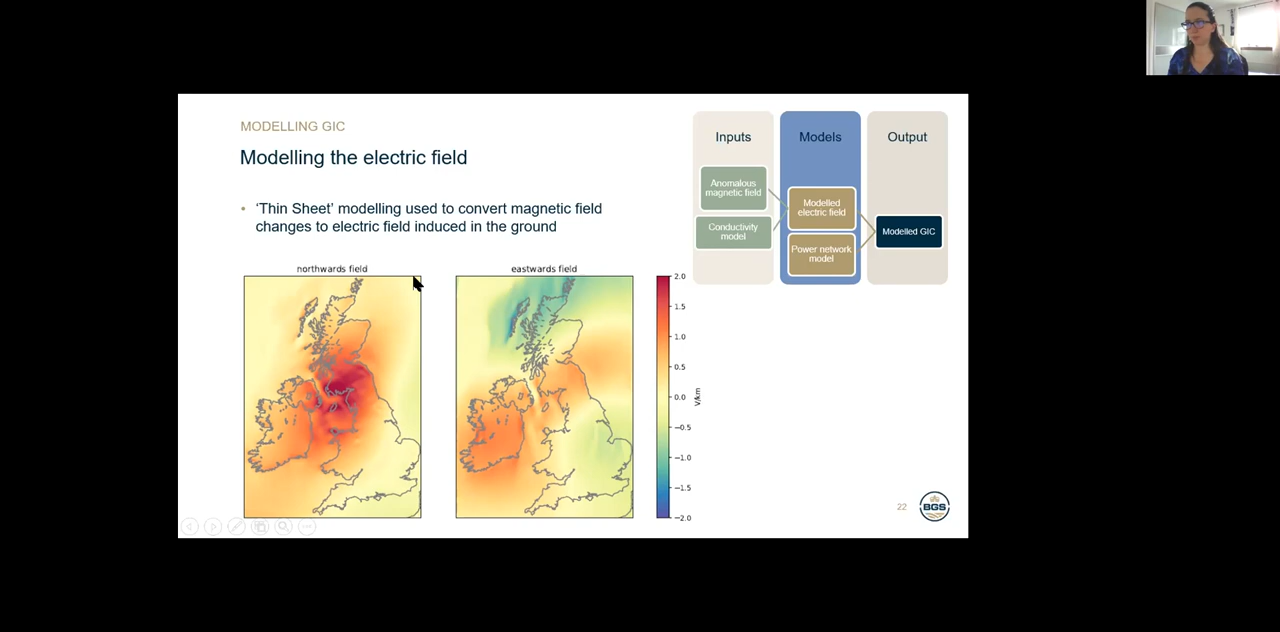 MODELLING GIC
Modelling the electric field
• ‘Thin Sheet’ modelling used to convert magnetic field
changes to electric field induced in the ground
Inputs
Models
Output
Anomalous
magnetic field
Conductivity
model
Modelled
electric field
Power network
model
Modelled GIC
northwards field
eastwards field
2.0
1.5
1.0
0.5
0.0
−0.5
−1.0
−1.5
−2.0
V/km
22
BGS